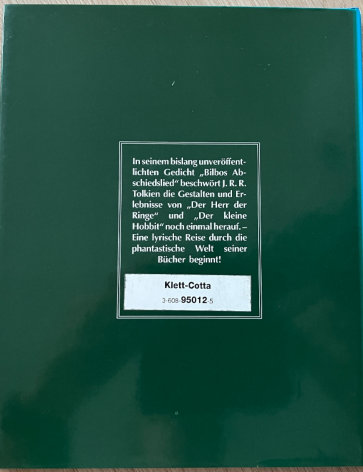 In seinem bislang unveröffent-
lichten Gedicht „Bilbos Ab-
schiedslied“ beschwört J. R. R.
Tolkien die Gestalten und Er-
lebnisse von „Der Herr der
Ringe“ und „Der kleine
Hobbit“ noch einmal herauf. –
Eine lyrische Reise durch die
phantastische Welt seiner
Bücher beginnt!
Klett-Cotta
3-608-95012-5